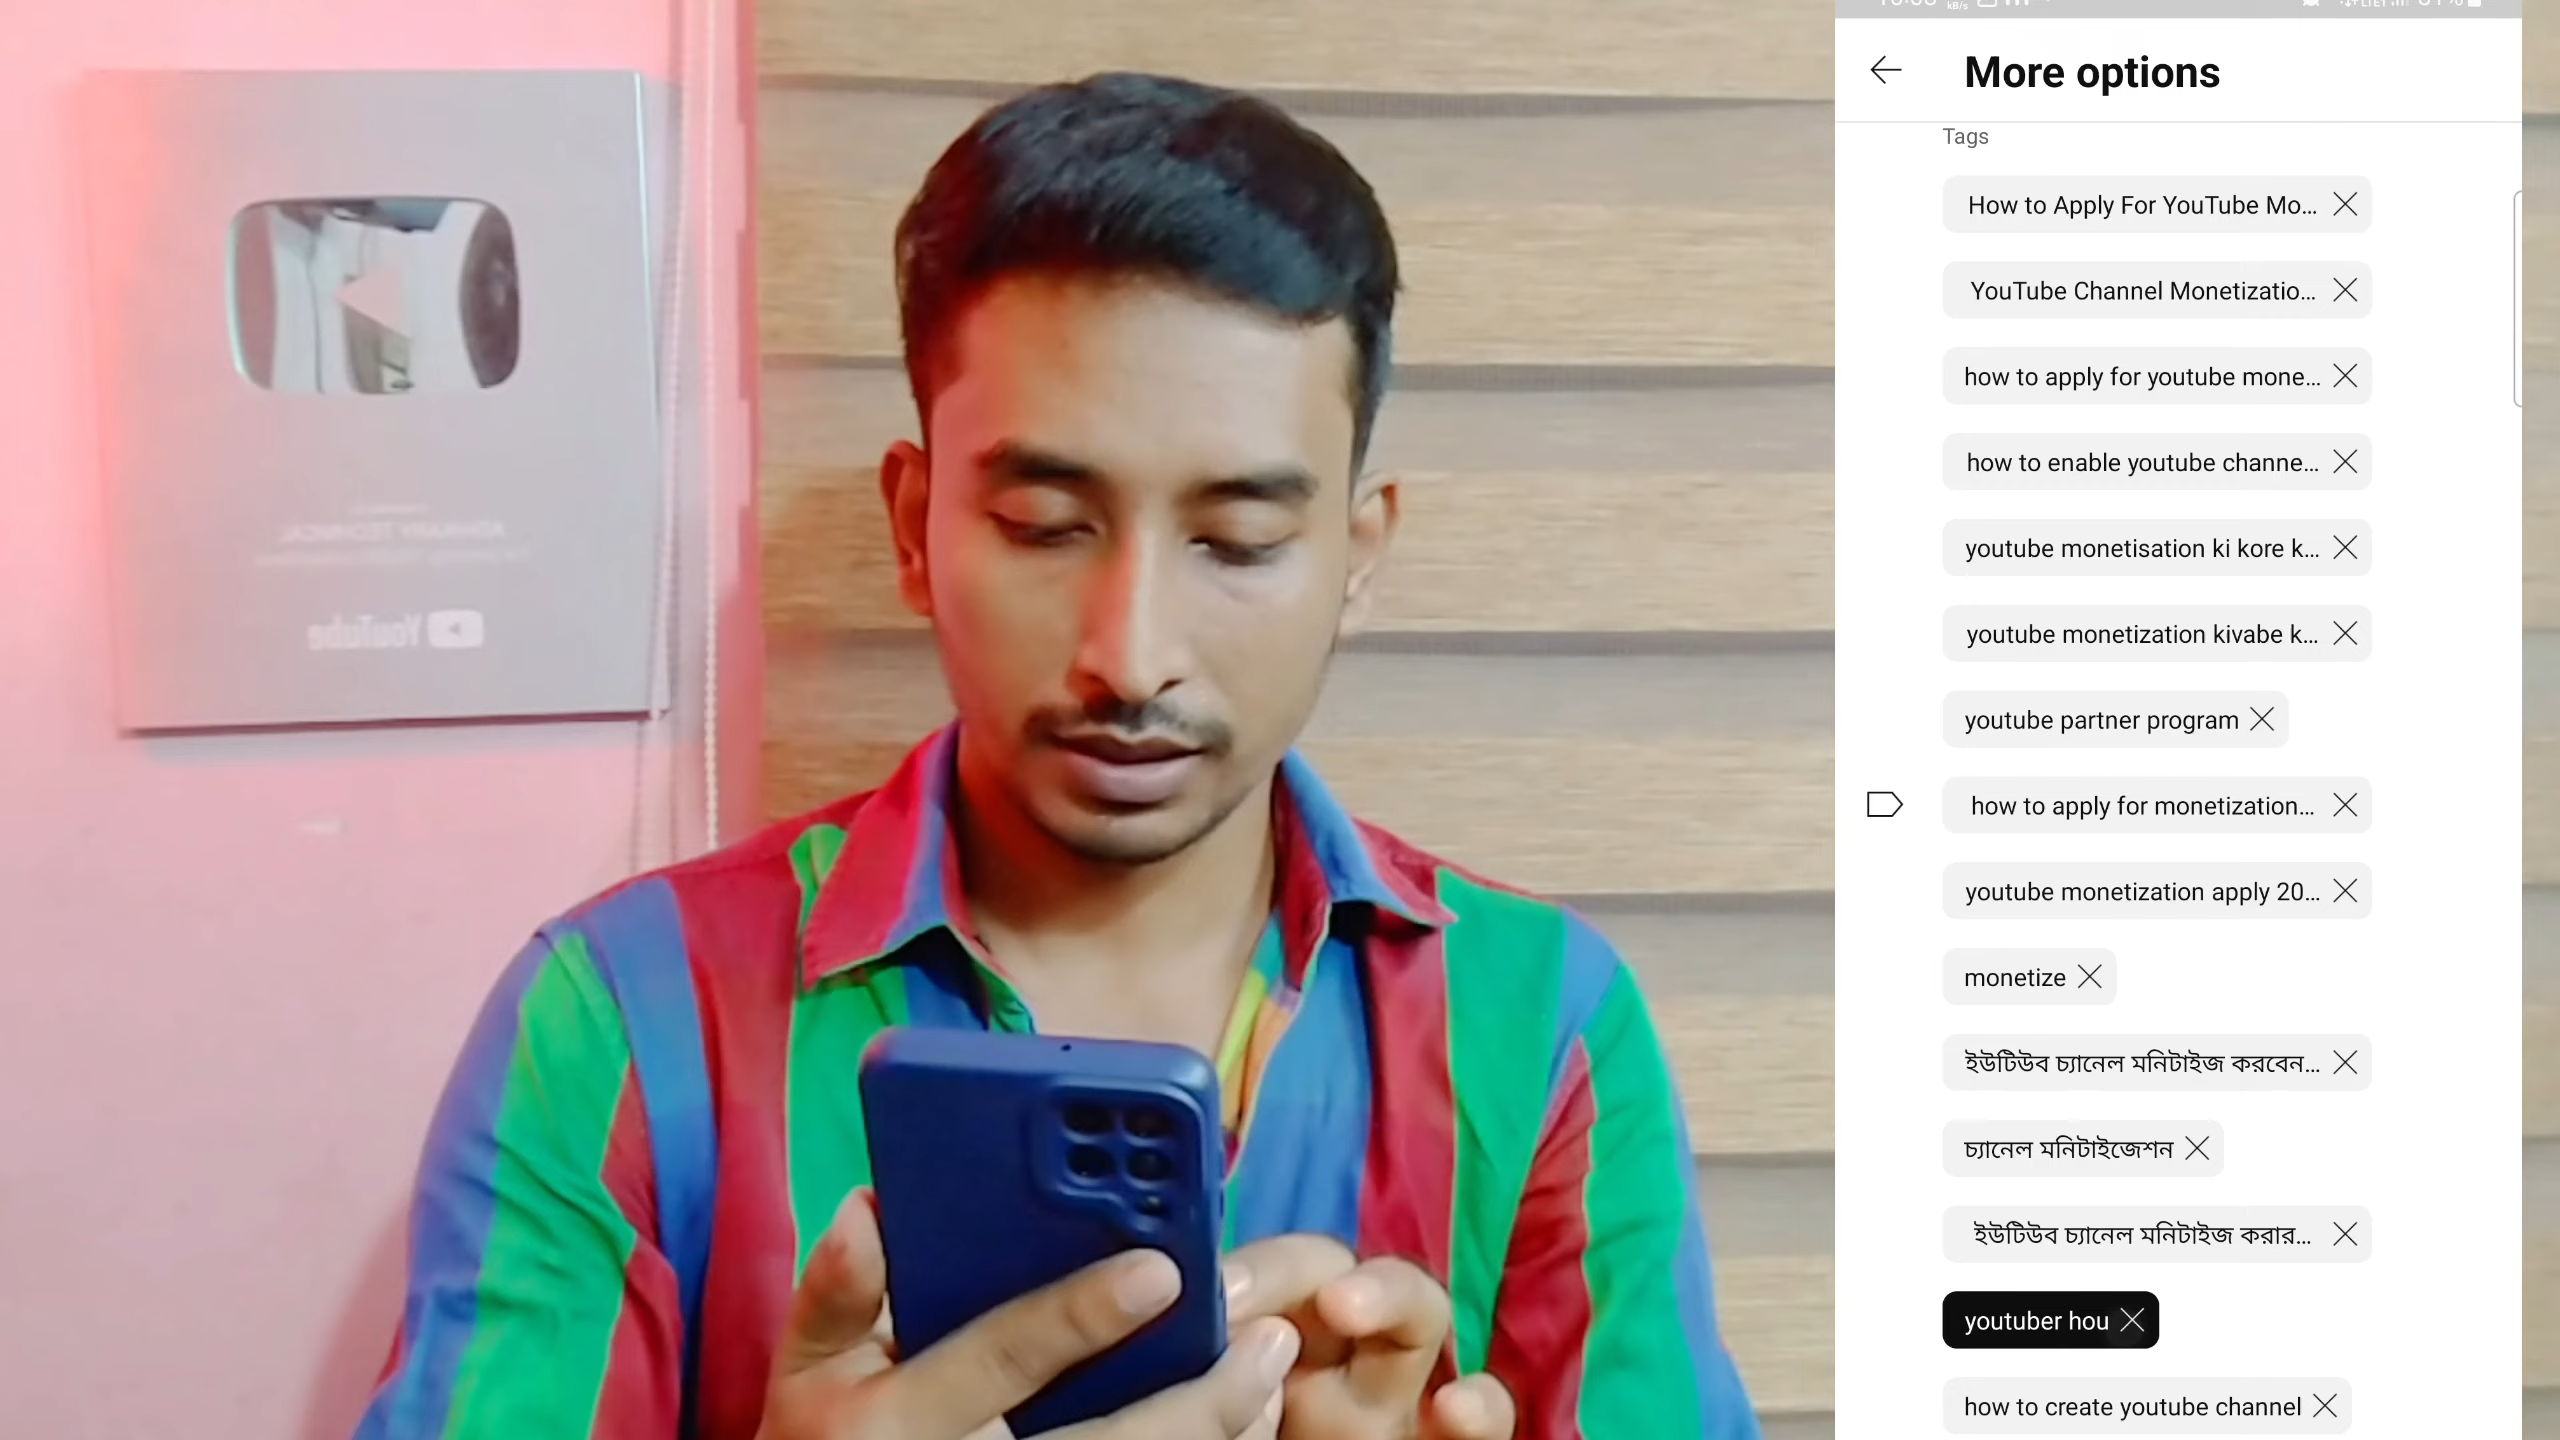 ADHIKARY TECHNICAL
YouTube
More options
Tags
How to Apply For YouTube Mo...
YouTube Channel Monetizatio...
how to apply for youtube mone...
how to enable youtube channe...
youtube monetisation ki kore k...
youtube monetization kivabe k...
youtube partner program
how to apply for monetization...
youtube monetization apply 20...
monetize
ইউটিউব চ্যানেল মনিটাইজ করবেন...
চ্যানেল মনিটাইজেশন
ইউটিউব চ্যানেল মনিটাইজ করার...
youtuber hou
how to create youtube channel